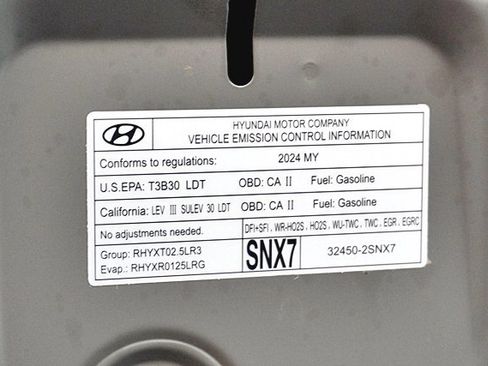 HYUNDAI MOTOR COMPANY
VEHICLE EMISSION CONTROL INFORMATION
Conforms to regulations: 2024 MY
U.S.EPA: T3B30 LDT OBD: CA II Fuel: Gasoline
California: LEV III SULEV 30 LDT OBD: CA II Fuel: Gasoline
No adjustments needed.
DFI+SFI, WR-HO2S, HO2S, WU-TWC, TWC, EGR, EGRC
Group: RHYXT02.5LR3
Evap.: RHYXR0125LRG
SNX7
32450-2SNX7